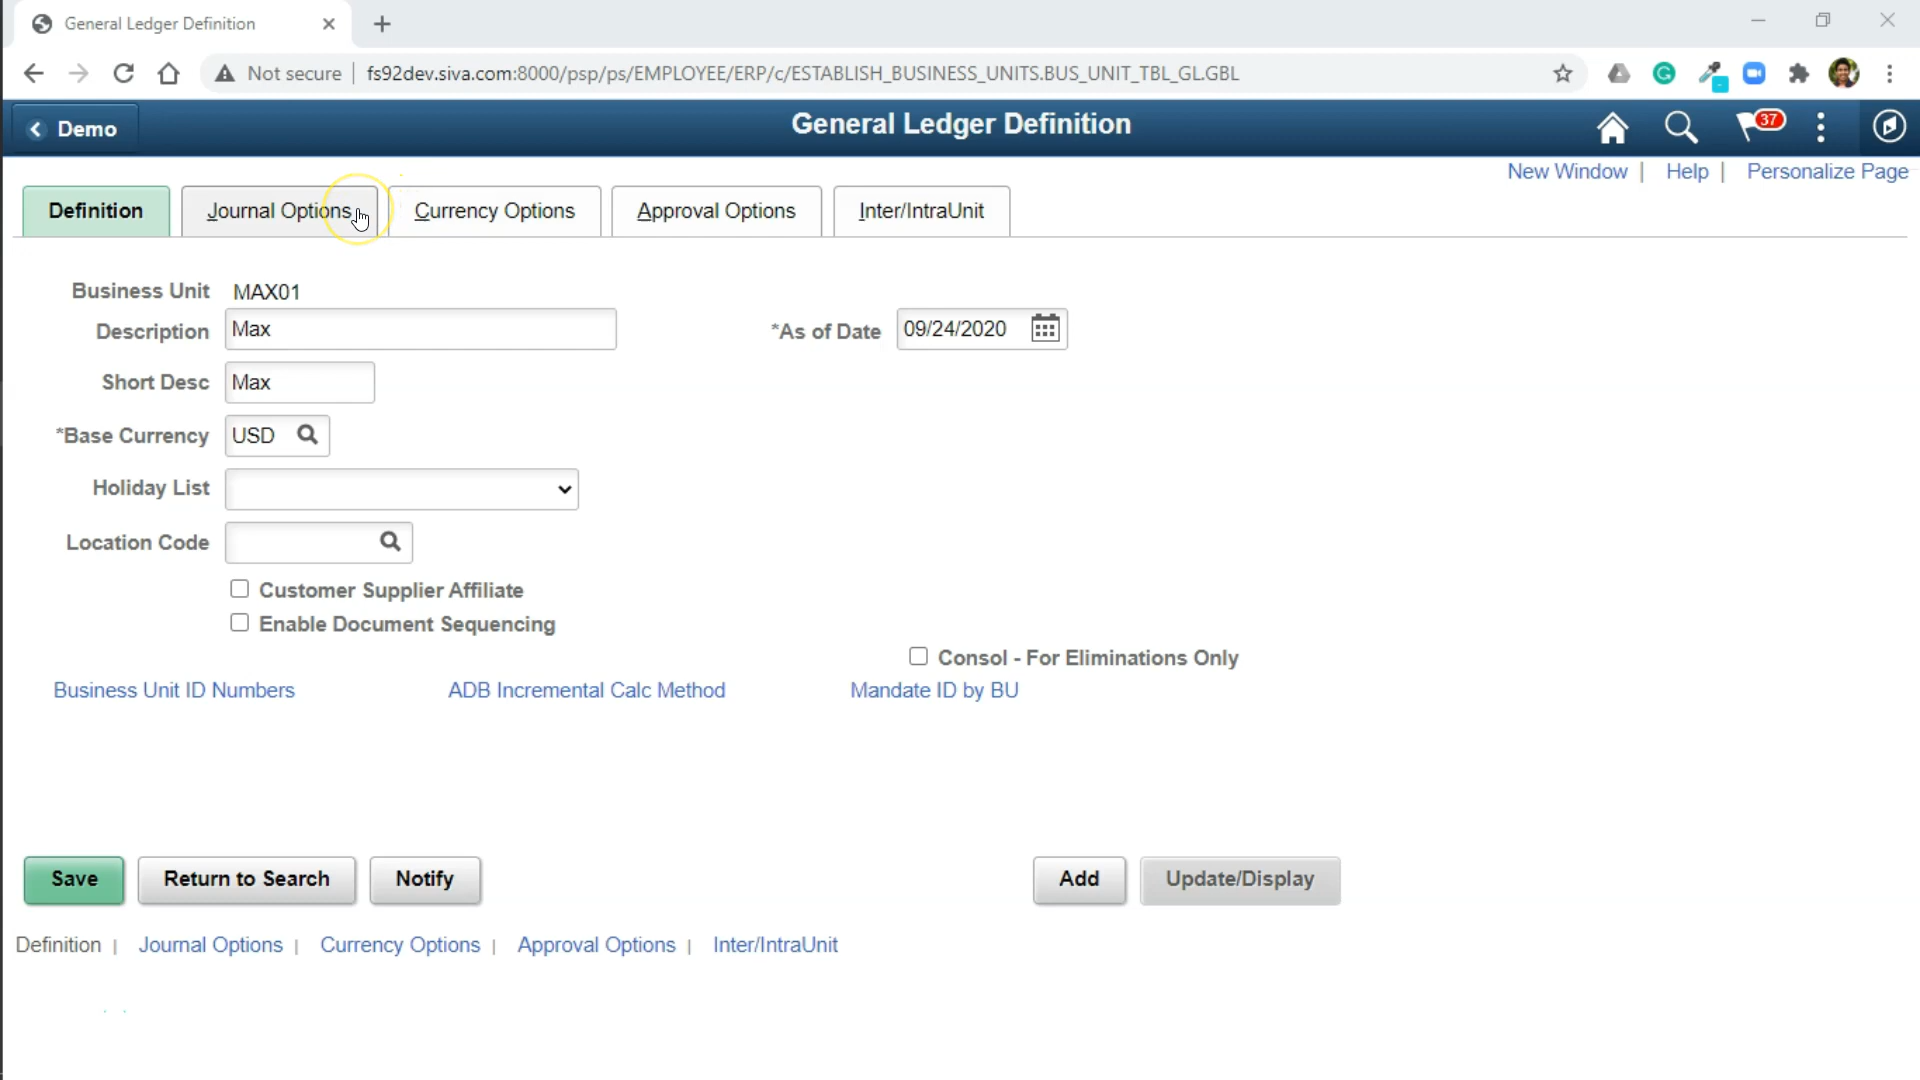 General Ledger Definition
Not secure | fs92dev.siva.com:8000/psp/ps/EMPLOYEE/ERP/c/ESTABLISH_BUSINESS_UNITS.BUS_UNIT_TBL_GL.GBL
Demo
General Ledger Definition
37
New Window | Help | Personalize Page
Definition Journal Options Currency Options Approval Options Inter/IntraUnit
Business Unit MAX01
Description Max *As of Date 09/24/2020
Short Desc Max
*Base Currency USD
Holiday List
Location Code
Customer Supplier Affiliate
Enable Document Sequencing
Consol - For Eliminations Only
Business Unit ID Numbers ADB Incremental Calc Method Mandate ID by BU
Save Return to Search Notify Add Update/Display
Definition | Journal Options | Currency Options | Approval Options | Inter/IntraUnit